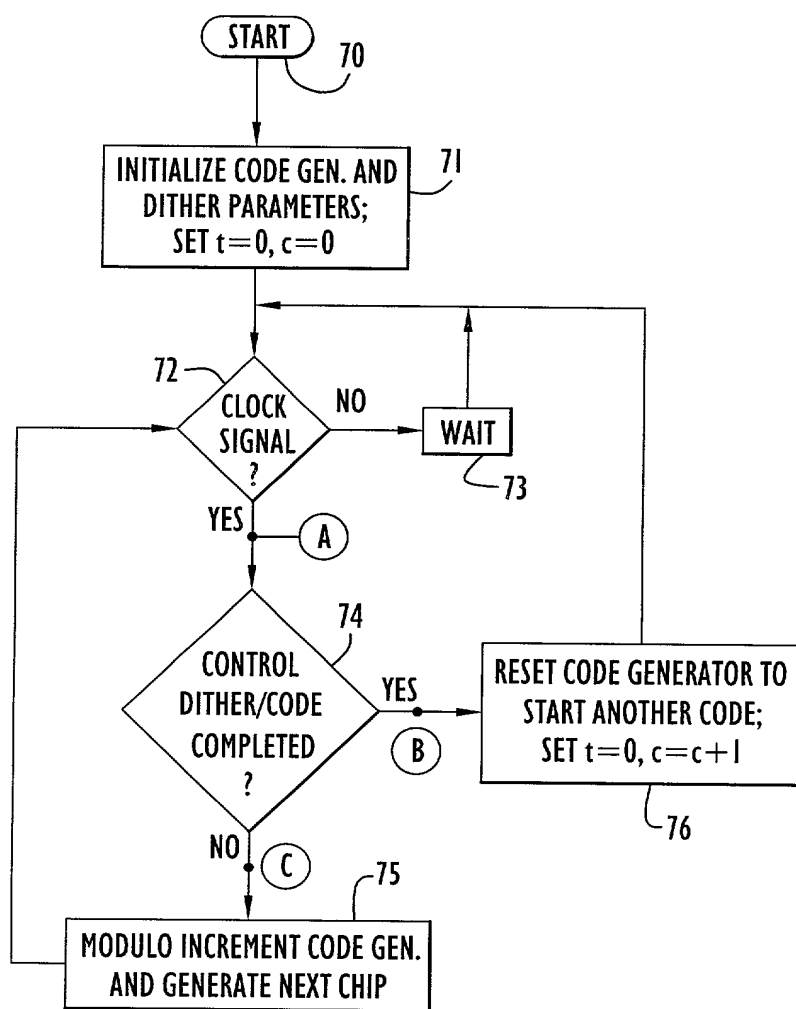 START
70
INITIALIZE CODE GEN. AND
DITHER PARAMETERS;
SET t=0, c=0
71
72
CLOCK
SIGNAL
?
NO
WAIT
73
YES
A
74
CONTROL
DITHER/CODE
COMPLETED
?
YES
B
RESET CODE GENERATOR TO
START ANOTHER CODE;
SET t=0, c=c+1
76
NO
C
75
MODULO INCREMENT CODE GEN.
AND GENERATE NEXT CHIP